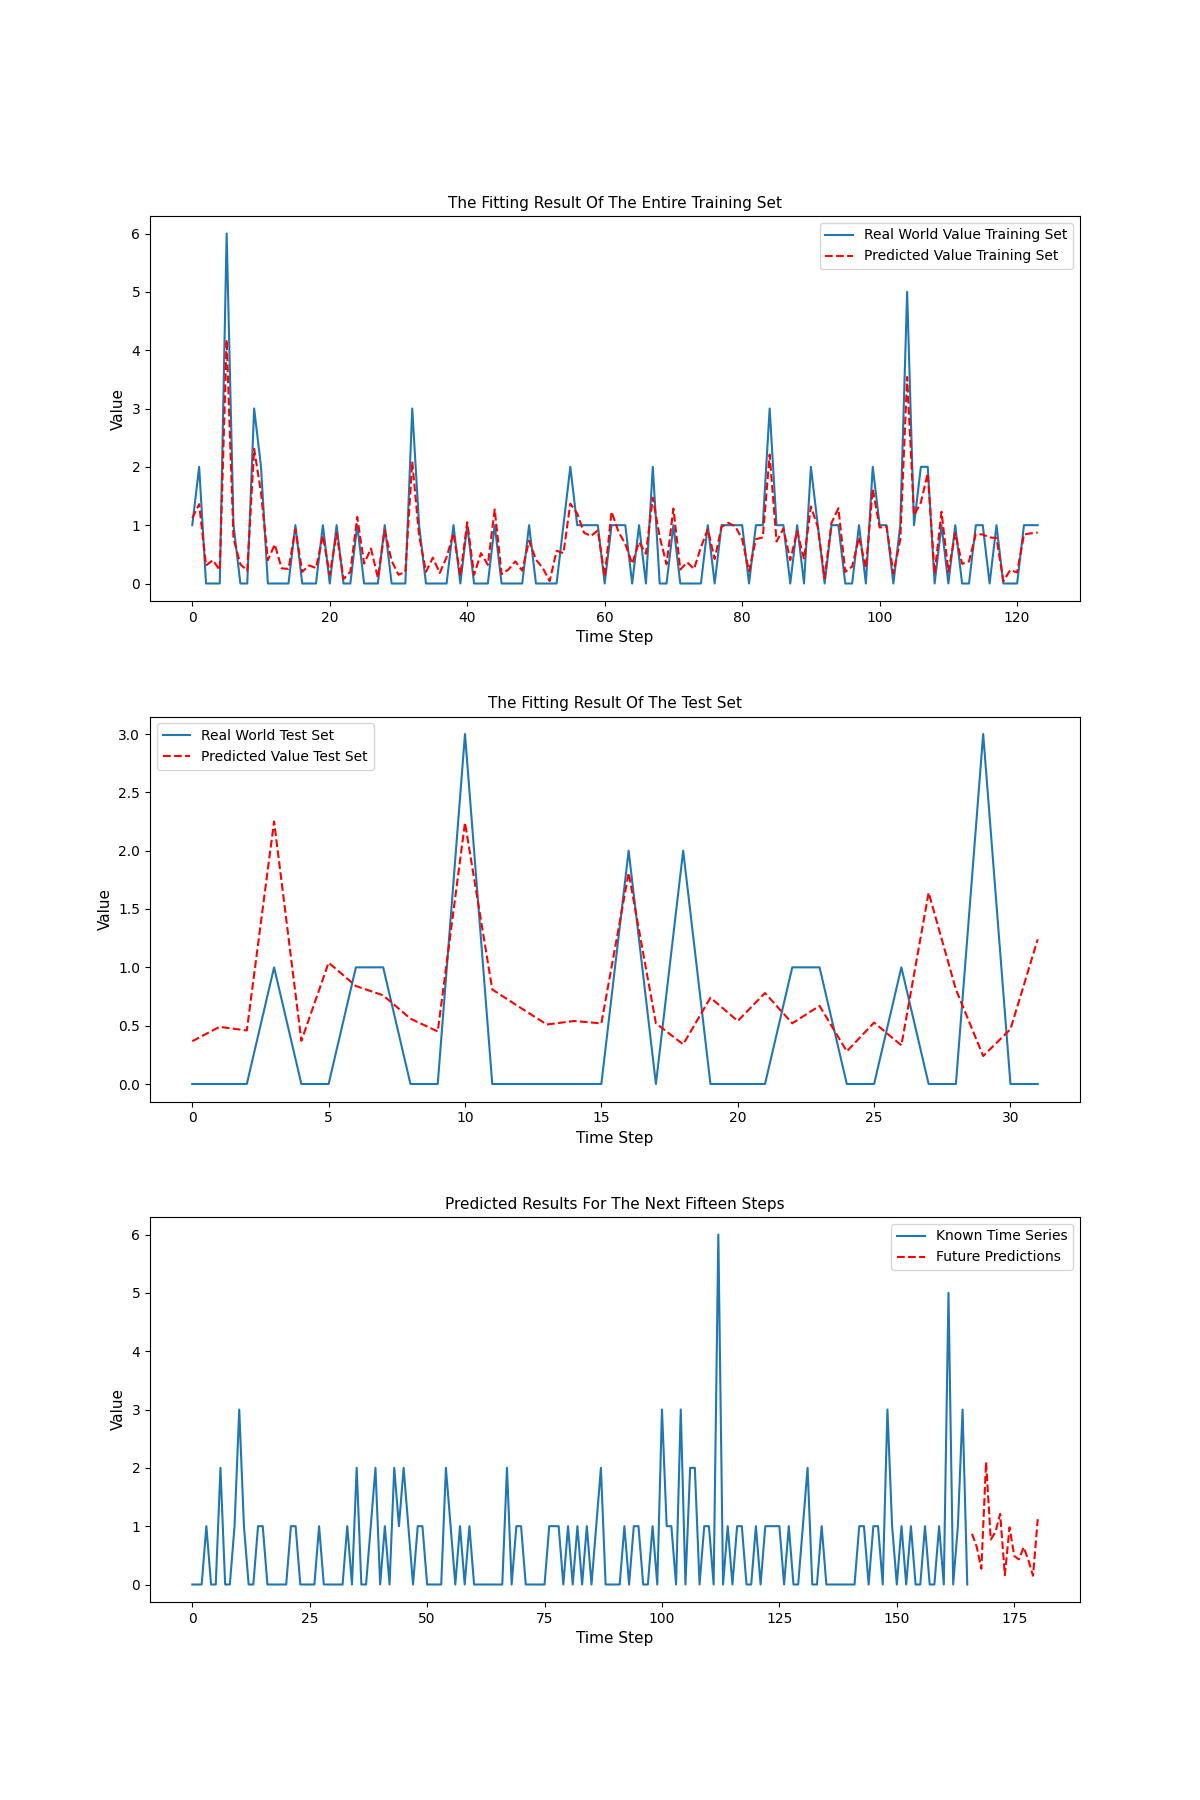 The Fitting Result Of The Entire Training Set
Real World Value Training Set
Predicted Value Training Set
Value
6
5
4
3
2
1
0
0 20 40 60 80 100 120
Time Step
The Fitting Result Of The Test Set
Real World Test Set
Predicted Value Test Set
Value
3.0
2.5
2.0
1.5
1.0
0.5
0.0
0 5 10 15 20 25 30
Time Step
Predicted Results For The Next Fifteen Steps
Known Time Series
Future Predictions
Value
6
5
4
3
2
1
0
0 25 50 75 100 125 150 175
Time Step